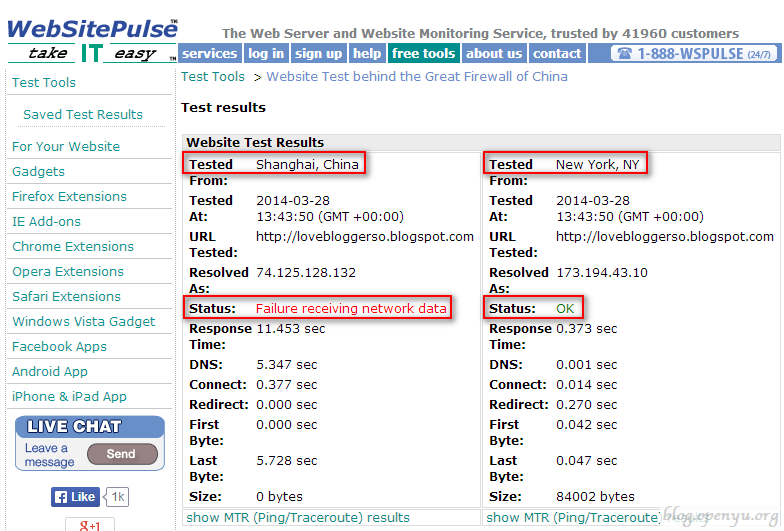 WebSitePulse™
take IT easy™
The Web Server and Website Monitoring Service, trusted by 41960 customers
services log in sign up help free tools about us contact 1-888-WSPULSE (24/7)
Test Tools
Saved Test Results
For Your Website
Gadgets
Firefox Extensions
IE Add-ons
Chrome Extensions
Opera Extensions
Safari Extensions
Windows Vista Gadget
Facebook Apps
Android App
iPhone & iPad App
LIVE CHAT
Leave a
message
Send
Like 1k
g+1
Test Tools > Website Test behind the Great Firewall of China
Test results
Website Test Results
Tested Shanghai, China
From:
Tested 2014-03-28
At: 13:43:50 (GMT +00:00)
URL http://lovebloggerso.blogspot.com
Tested:
Resolved 74.125.128.132
As:
Status: Failure receiving network data
Response 11.453 sec
Time:
DNS: 5.347 sec
Connect: 0.377 sec
Redirect: 0.000 sec
First 0.000 sec
Byte:
Last 5.728 sec
Byte:
Size: 0 bytes
show MTR (Ping/Traceroute) results
Tested New York, NY
From:
Tested 2014-03-28
At: 13:43:50 (GMT +00:00)
URL http://lovebloggerso.blogspot.com
Tested:
Resolved 173.194.43.10
As:
Status: OK
Response 0.373 sec
Time:
DNS: 0.001 sec
Connect: 0.014 sec
Redirect: 0.270 sec
First 0.042 sec
Byte:
Last 0.047 sec
Byte:
Size: 84002 bytes
show MTR (Ping/Traceroute)
blog.openyu.org